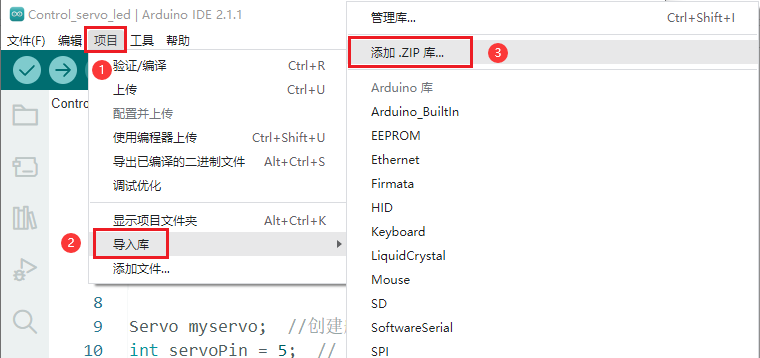 Control_servo_led | Arduino IDE 2.1.1
文件(F) 编辑 项目 工具 帮助
1
验证/编译 Ctrl+R
上传 Ctrl+U
Contro
配置并上传
使用编程器上传 Ctrl+Shift+U
导出已编译的二进制文件 Alt+Ctrl+S
调试优化
显示项目文件夹 Alt+Ctrl+K
2 导入库
添加文件...
管理库... Ctrl+Shift+I
添加 .ZIP 库... 3
Arduino 库
Arduino_BuiltIn
EEPROM
Ethernet
Firmata
HID
Keyboard
LiquidCrystal
Mouse
SD
SoftwareSerial
SPI
8
9 Servo myservo; //创建
10 int servoPin = 5; //